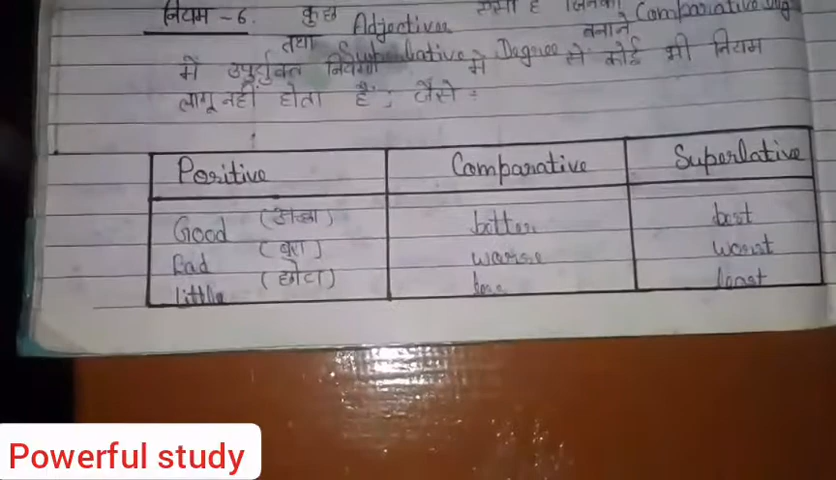 नियम - 6. कुछ Adjective ऐसा है जिनका Comparative Deg
तथा Superlative Degree बनाने
में उपर्युक्त नियमों में से कोई भी नियम
लागू नहीं होता है; जैसे :
Positive Comparative Superlative
Good (अच्छा) better best
Bad (बुरा) worse worst
little (छोटा) less least
Powerful study